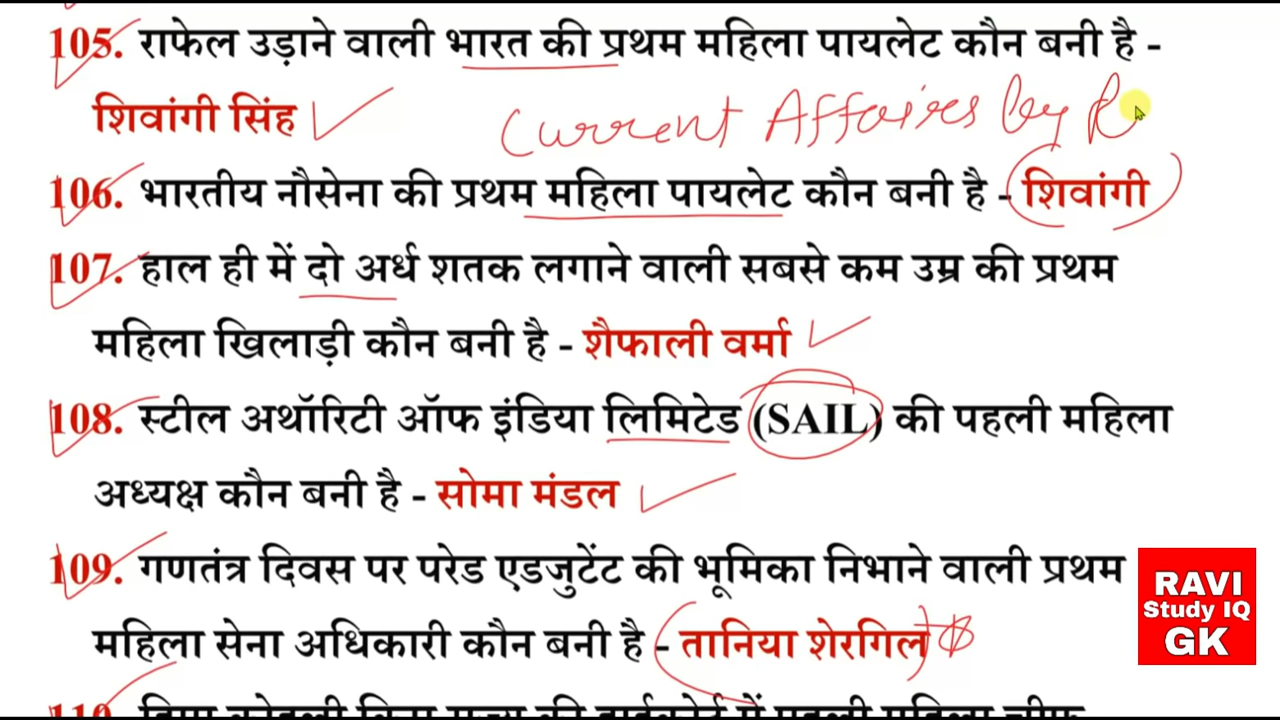 105. राफेल उड़ाने वाली भारत की प्रथम महिला पायलेट कौन बनी है -
शिवांगी सिंह
Current Affaires by R
106. भारतीय नौसेना की प्रथम महिला पायलेट कौन बनी है - शिवांगी
107. हाल ही में दो अर्ध शतक लगाने वाली सबसे कम उम्र की प्रथम
महिला खिलाड़ी कौन बनी है - शैफाली वर्मा
108. स्टील अथॉरिटी ऑफ इंडिया लिमिटेड (SAIL) की पहली महिला
अध्यक्ष कौन बनी है - सोमा मंडल
109. गणतंत्र दिवस पर परेड एडजुटेंट की भूमिका निभाने वाली प्रथम
महिला सेना अधिकारी कौन बनी है - तानिया शेरगिल
RAVI
Study IQ
GK
110.